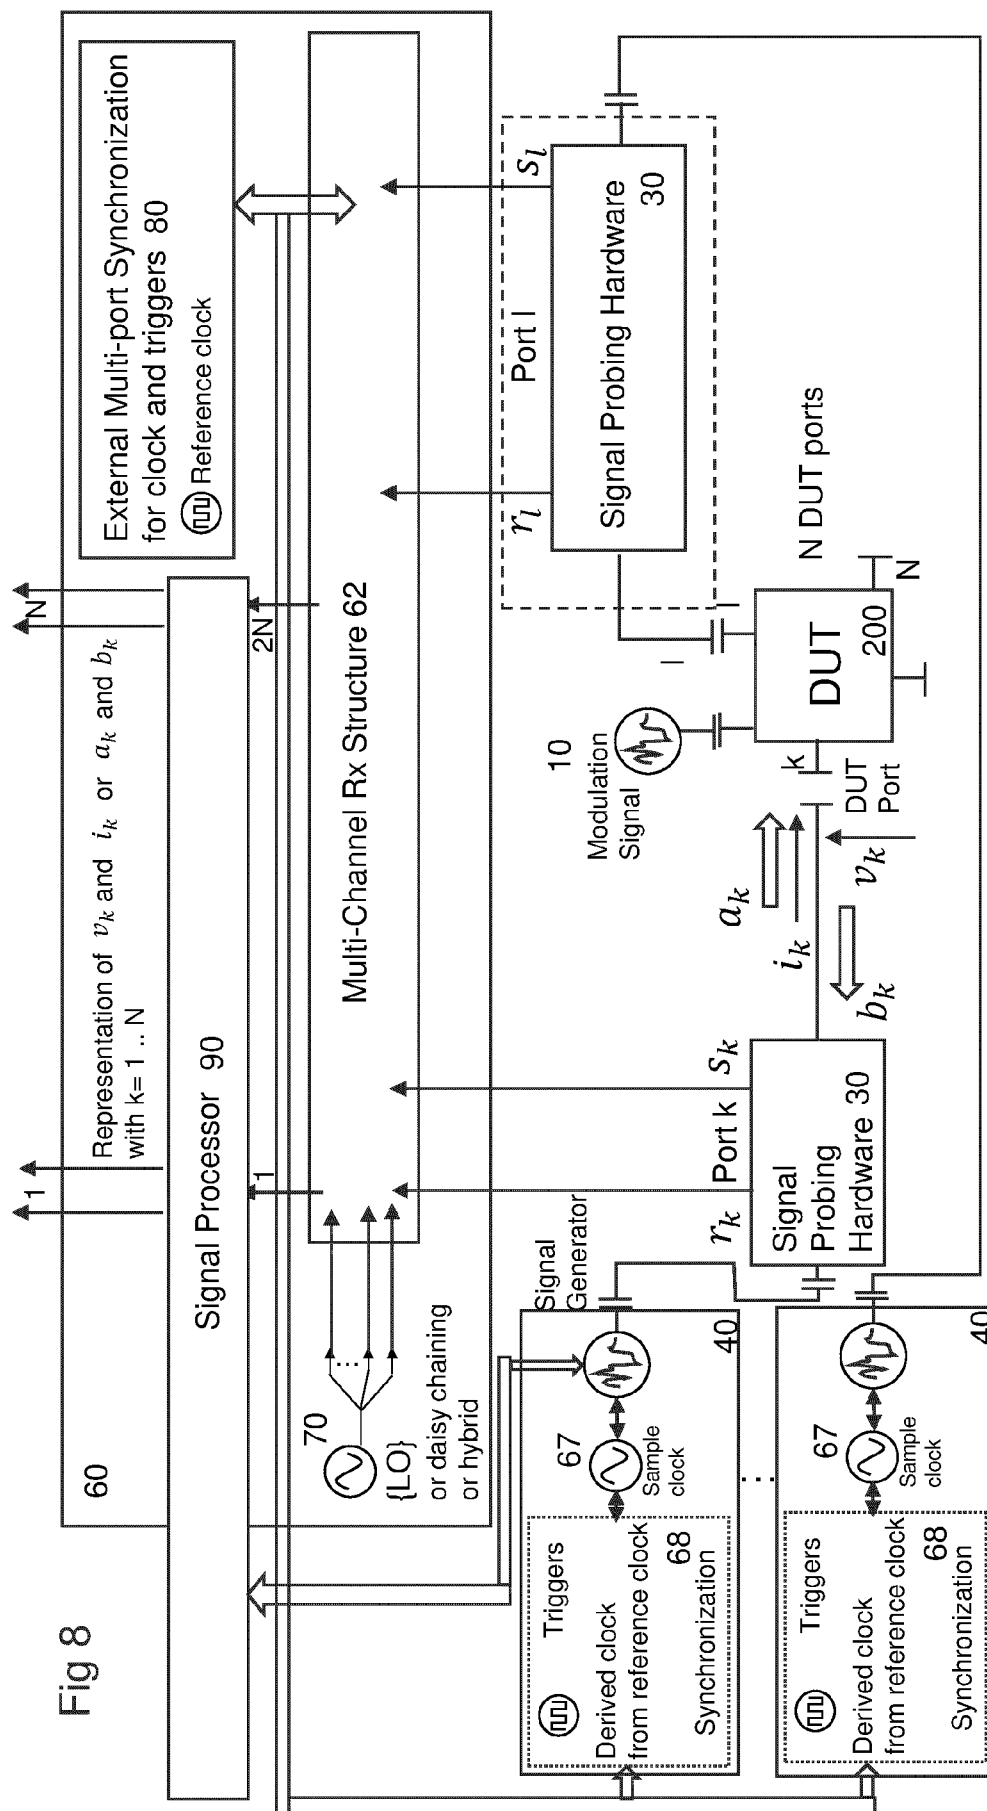 Fig 8
60
Representation of v_k and i_k or a_k and b_k
with k= 1 .. N
1
N
Signal Processor 90
1
2N
External Multi-port Synchronization
for clock and triggers 80
Reference clock
70
{LO}
or daisy chaining
or hybrid
Multi-Channel Rx Structure 62
Signal
Generator
r_k
Port k
s_k
r_l
Port l
s_l
Signal
Probing
Hardware 30
Signal Probing Hardware
30
a_k
i_k
b_k
v_k
10
Modulation
Signal
k
DUT
Port
l
l
DUT
200
N
N DUT ports
Triggers
Derived clock
from reference clock
68
Synchronization
67
Sample
clock
40
...
Triggers
Derived clock
from reference clock
68
Synchronization
67
Sample
clock
40